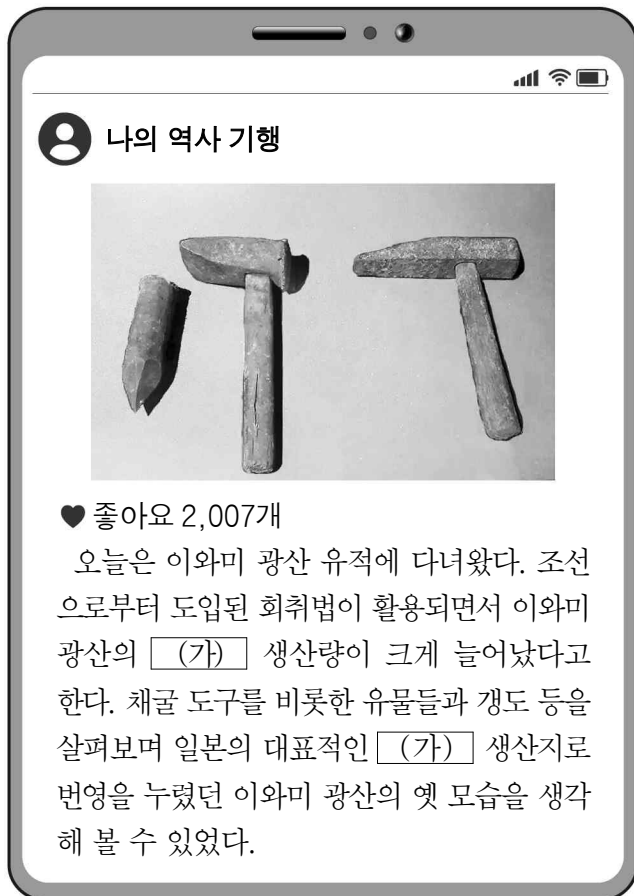 나의 역사 기행
좋아요 2,007개
오늘은 이와미 광산 유적에 다녀왔다. 조선
으로부터 도입된 회취법이 활용되면서 이와미
광산의 (가) 생산량이 크게 늘어났다고
한다. 채굴 도구를 비롯한 유물들과 갱도 등을
살펴보며 일본의 대표적인 (가) 생산지로
번영을 누렸던 이와미 광산의 옛 모습을 생각
해 볼 수 있었다.